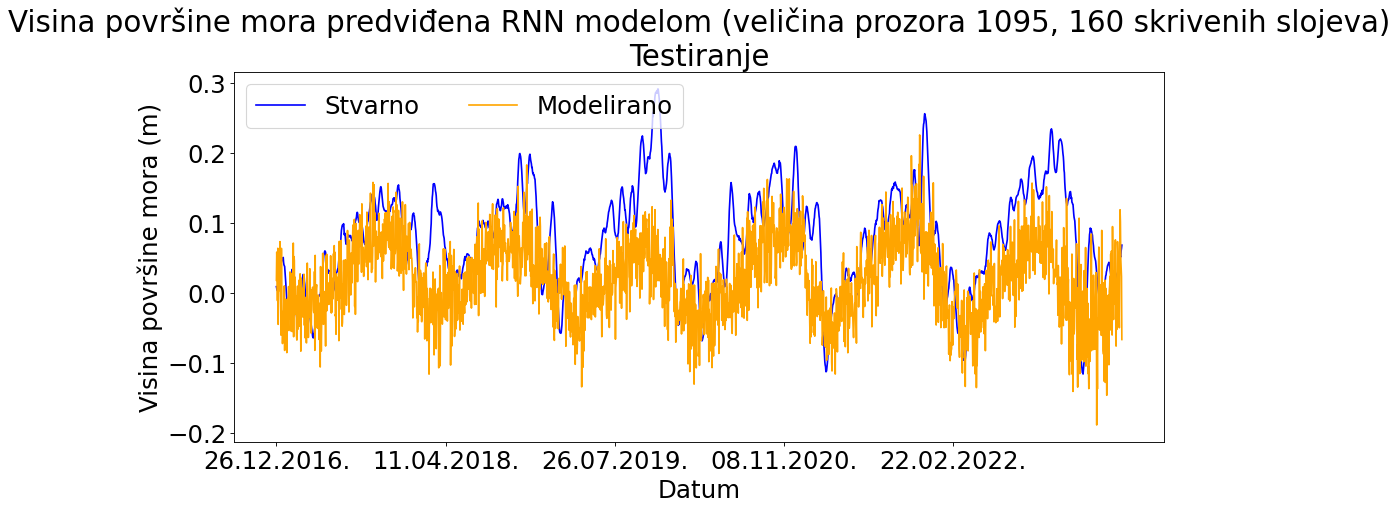 Visina površine mora predviđena RNN modelom (veličina prozora 1095, 160 skrivenih slojeva)
Testiranje
Stvarno Modelirano
Visina površine mora (m)
0.3
0.2
0.1
0.0
−0.1
−0.2
26.12.2016. 11.04.2018. 26.07.2019. 08.11.2020. 22.02.2022.
Datum